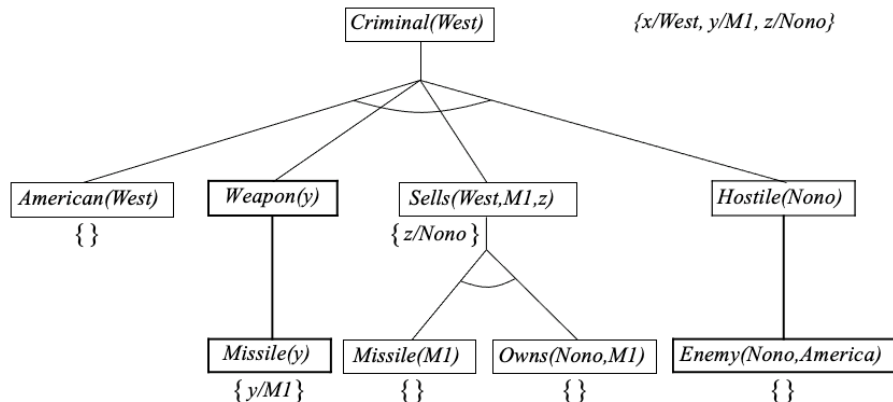 Criminal(West)
{x/West, y/M1, z/Nono}
American(West)
Weapon(y)
Sells(West,M1,z)
Hostile(Nono)
{ }
{ z/Nono }
Missile(y)
Missile(M1)
Owns(Nono,M1)
Enemy(Nono,America)
{ y/M1 }
{ }
{ }
{ }